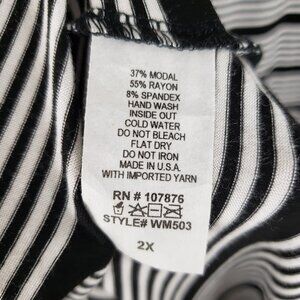 37% MODAL
55% RAYON
8% SPANDEX
HAND WASH
INSIDE OUT
COLD WATER
DO NOT BLEACH
FLAT DRY
DO NOT IRON
MADE IN U.S.A.
WITH IMPORTED YARN
RN # 107876
STYLE# WM503
2X